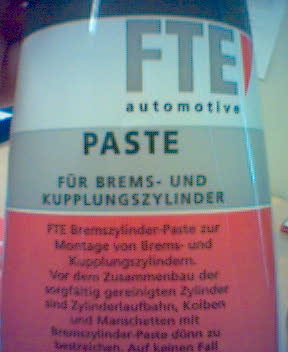 FTE
automotive
PASTE
FÜR BREMS- UND
KUPPLUNGSZYLINDER
FTE Bremszylinder-Paste zur
Montage von Brems- und
Kupplungszylindern.
Vor dem Zusammenbau der
sorgfältig gereinigten Zylinder
sind Zylinderlaufbahn, Kolben
und Manschetten mit
Bremszylinder-Paste dünn zu
bestreichen. Auf keinen Fall